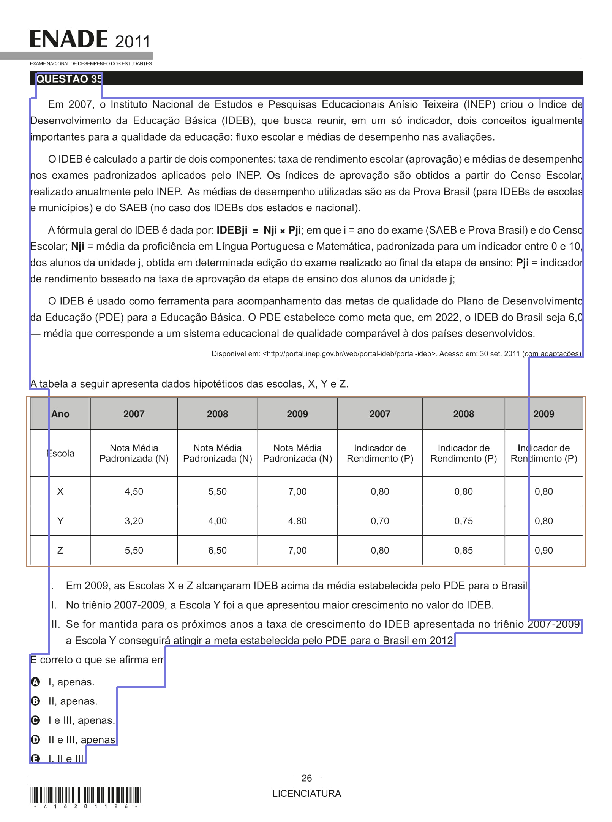 ENADE 2011
EXAME NACIONAL DE DESEMPENHO DOS ESTUDANTES
QUESTÃO 35
Em 2007, o Instituto Nacional de Estudos e Pesquisas Educacionais Anísio Teixeira (INEP) criou o Índice de
Desenvolvimento da Educação Básica (IDEB), que busca reunir, em um só indicador, dois conceitos igualmente
importantes para a qualidade da educação: fluxo escolar e médias de desempenho nas avaliações.
O IDEB é calculado a partir de dois componentes: taxa de rendimento escolar (aprovação) e médias de desempenho
nos exames padronizados aplicados pelo INEP. Os índices de aprovação são obtidos a partir do Censo Escolar,
realizado anualmente pelo INEP. As médias de desempenho utilizadas são as da Prova Brasil (para IDEBs de escolas
e municípios) e do SAEB (no caso dos IDEBs dos estados e nacional).
A fórmula geral do IDEB é dada por: IDEBji = Nji × Pji; em que i = ano do exame (SAEB e Prova Brasil) e do Censo
Escolar; Nji = média da proficiência em Língua Portuguesa e Matemática, padronizada para um indicador entre 0 e 10,
dos alunos da unidade j, obtida em determinada edição do exame realizado ao final da etapa de ensino; Pji = indicador
de rendimento baseado na taxa de aprovação da etapa de ensino dos alunos da unidade j;
O IDEB é usado como ferramenta para acompanhamento das metas de qualidade do Plano de Desenvolvimento
da Educação (PDE) para a Educação Básica. O PDE estabelece como meta que, em 2022, o IDEB do Brasil seja 6,0
— média que corresponde a um sistema educacional de qualidade comparável à dos países desenvolvidos.
Disponível em: <http://portal.inep.gov.br/web/portal-ideb/portal-ideb>. Acesso em: 30 set. 2011 (com adaptações).
A tabela a seguir apresenta dados hipotéticos das escolas, X, Y e Z.
Ano 2007 2008 2009 2007 2008 2009
Escola Nota Média Padronizada (N) Nota Média Padronizada (N) Nota Média Padronizada (N) Indicador de Rendimento (P) Indicador de Rendimento (P) Indicador de Rendimento (P)
X 4,50 5,50 7,00 0,80 0,80 0,80
Y 3,20 4,00 4,80 0,70 0,75 0,80
Z 5,50 6,50 7,00 0,80 0,85 0,90
I. Em 2009, as Escolas X e Z alcançaram IDEB acima da média estabelecida pelo PDE para o Brasil.
II. No triênio 2007-2009, a Escola Y foi a que apresentou maior crescimento no valor do IDEB.
III. Se for mantida para os próximos anos a taxa de crescimento do IDEB apresentada no triênio 2007-2009,
a Escola Y conseguirá atingir a meta estabelecida pelo PDE para o Brasil em 2012.
É correto o que se afirma em
A I, apenas.
B II, apenas.
C I e III, apenas.
D II e III, apenas.
E I, II e III.
26
LICENCIATURA